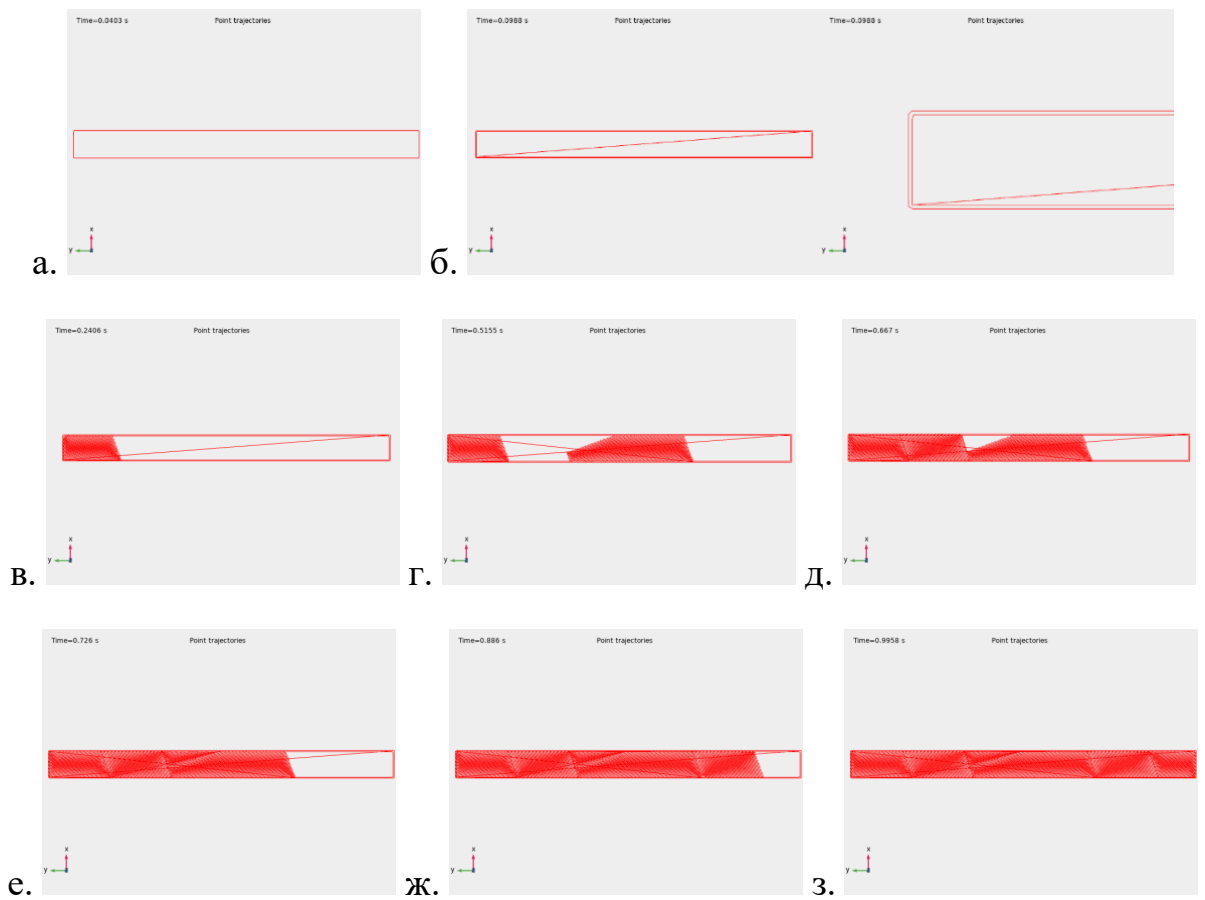 Time=0.0403 s Point trajectories
Time=0.0988 s Point trajectories
Time=0.0988 s Point trajectories
x
y
x
y
x
y
а.
б.
Time=0.2406 s Point trajectories
Time=0.5155 s Point trajectories
Time=0.667 s Point trajectories
x
y
x
y
x
y
в.
г.
д.
Time=0.726 s Point trajectories
Time=0.886 s Point trajectories
Time=0.9958 s Point trajectories
x
y
x
y
x
y
е.
ж.
з.